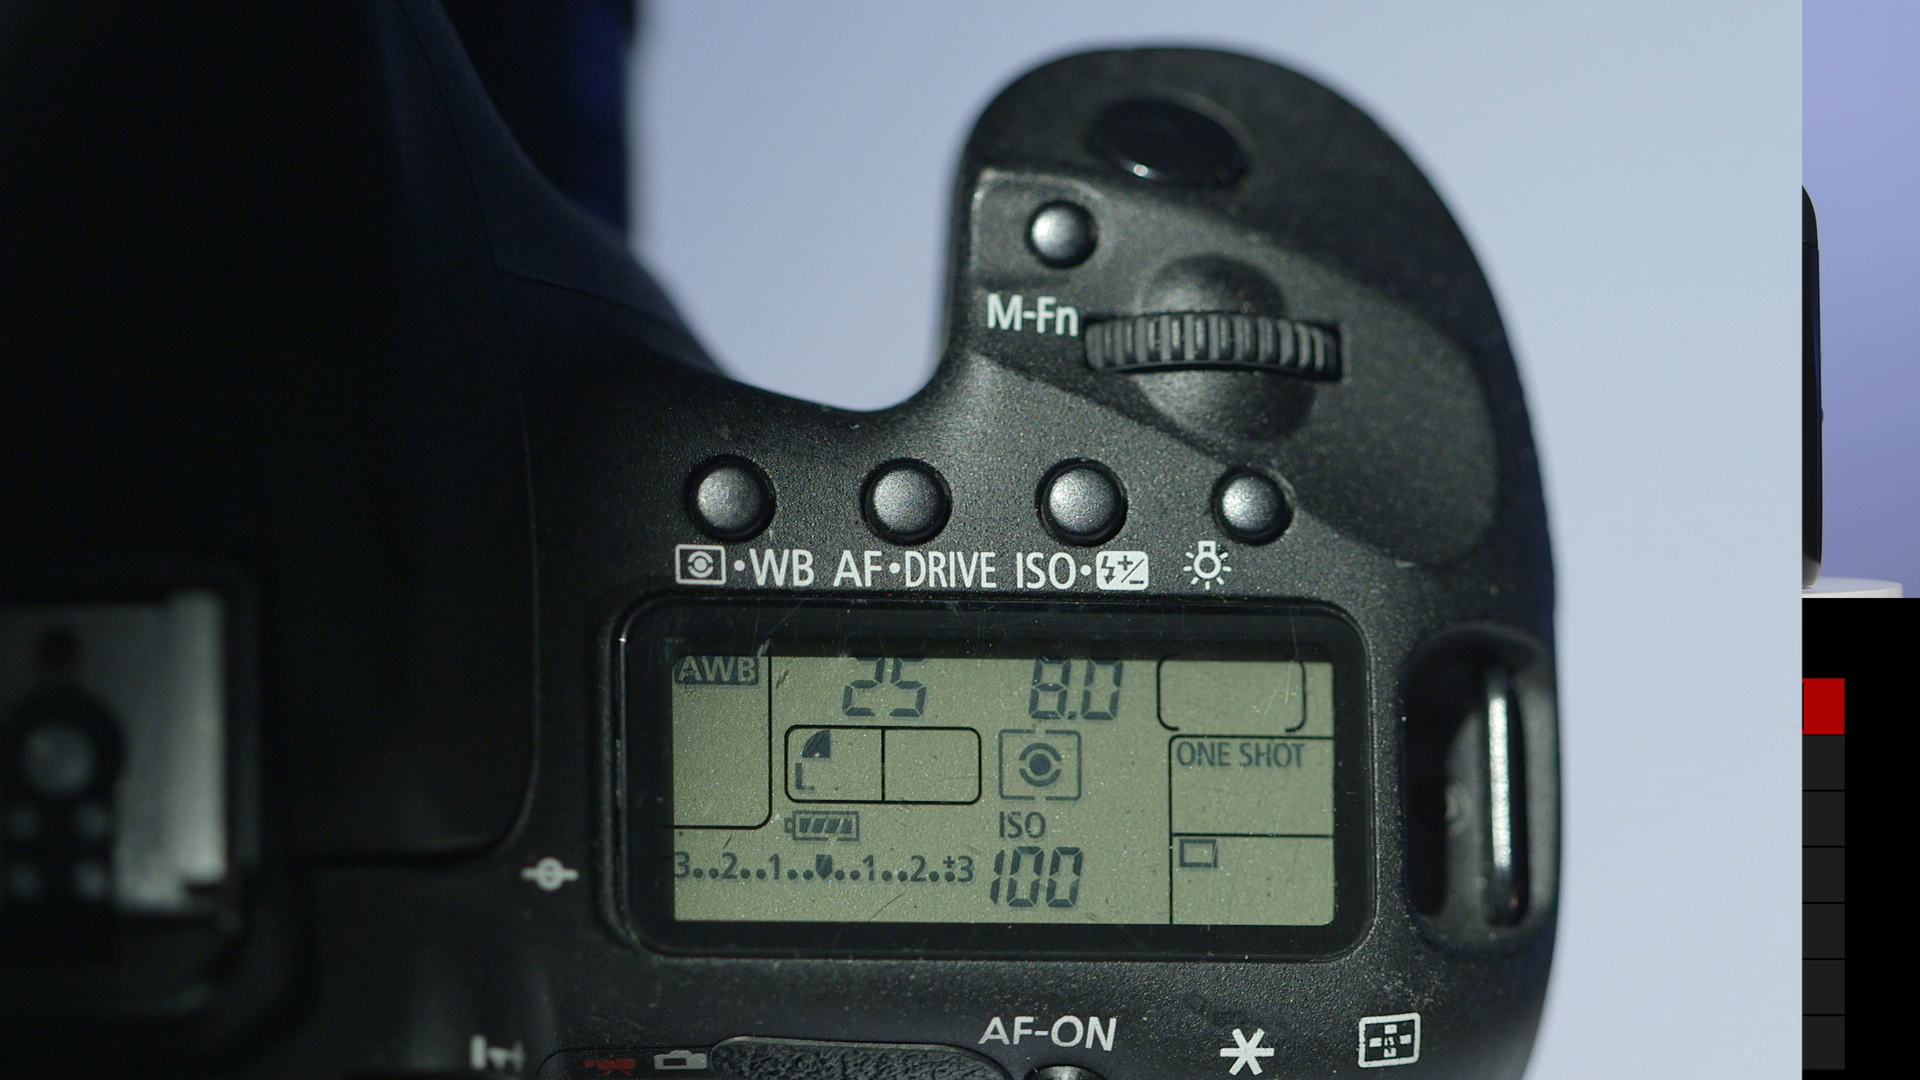 M-Fn
WB AF•DRIVE ISO•
AWB 25 8.0
L ONE SHOT
ISO
3..2..1..▼..1..2.±3 100
AF-ON